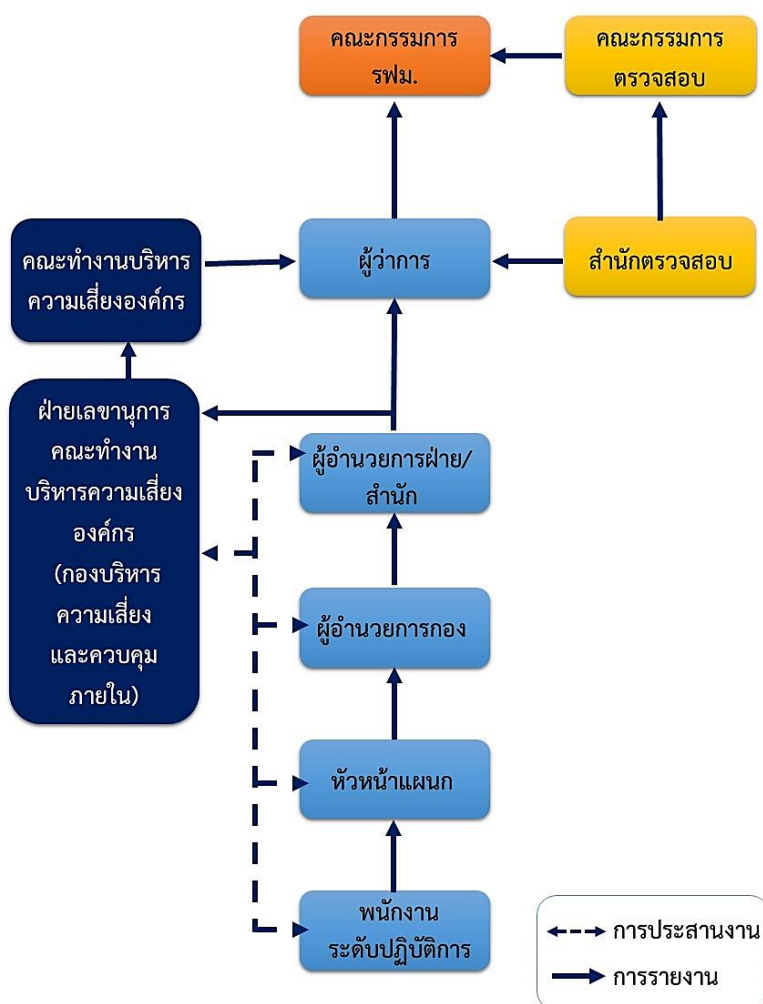 คณะกรรมการ
รฟม.
คณะกรรมการ
ตรวจสอบ
คณะทำงานบริหาร
ความเสี่ยงองค์กร
ผู้ว่าการ
สำนักตรวจสอบ
ฝ่ายเลขานุการ
คณะทำงาน
บริหารความเสี่ยง
องค์กร
(กองบริหาร
ความเสี่ยง
และควบคุม
ภายใน)
ผู้อำนวยการฝ่าย/
สำนัก
ผู้อำนวยการกอง
หัวหน้าแผนก
พนักงาน
ระดับปฏิบัติการ
การประสานงาน
การรายงาน